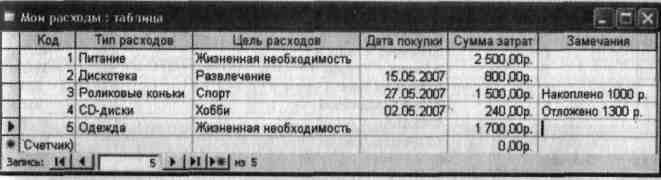 Мои расходы : таблица
Код Тип расходов Цель расходов Дата покупки Сумма затрат Замечания
1 Питание Жизненная необходимость 2 500,00р.
2 Дискотека Развлечение 15.05.2007 800,00р.
3 Роликовые коньки Спорт 27.05.2007 1 500,00р. Накоплено 1000 р.
4 CD-диски Хобби 02.05.2007 240,00р. Отложено 1300 р.
5 Одежда Жизненная необходимость 1 700,00р.
Счетчик) 0,00р.
Запись: 5 из 5